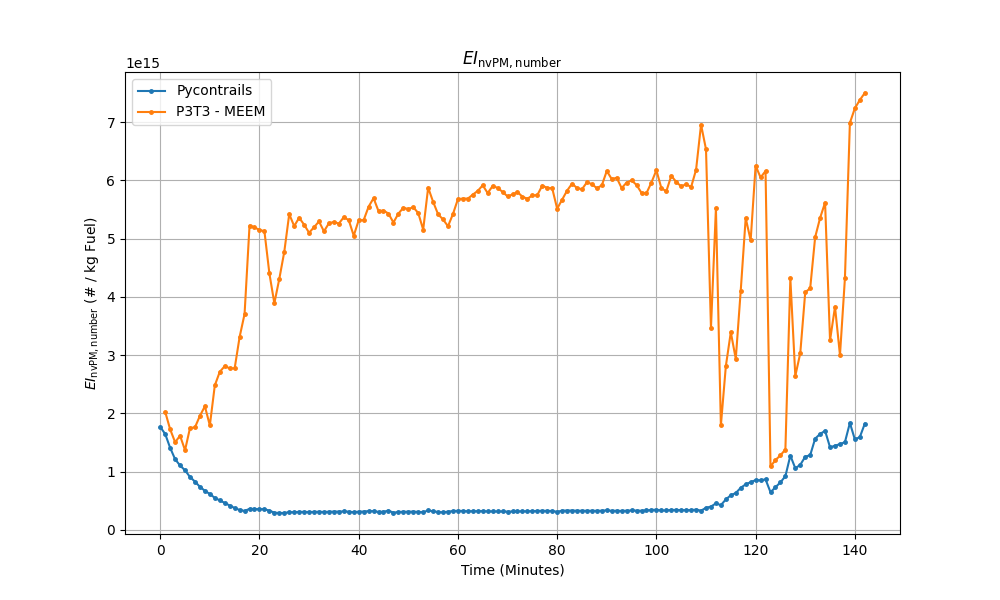 EI_nvPM, number
1e15
Pycontrails
P3T3 - MEEM
EI_nvPM, number (# / kg Fuel)
7
6
5
4
3
2
1
0
0 20 40 60 80 100 120 140
Time (Minutes)